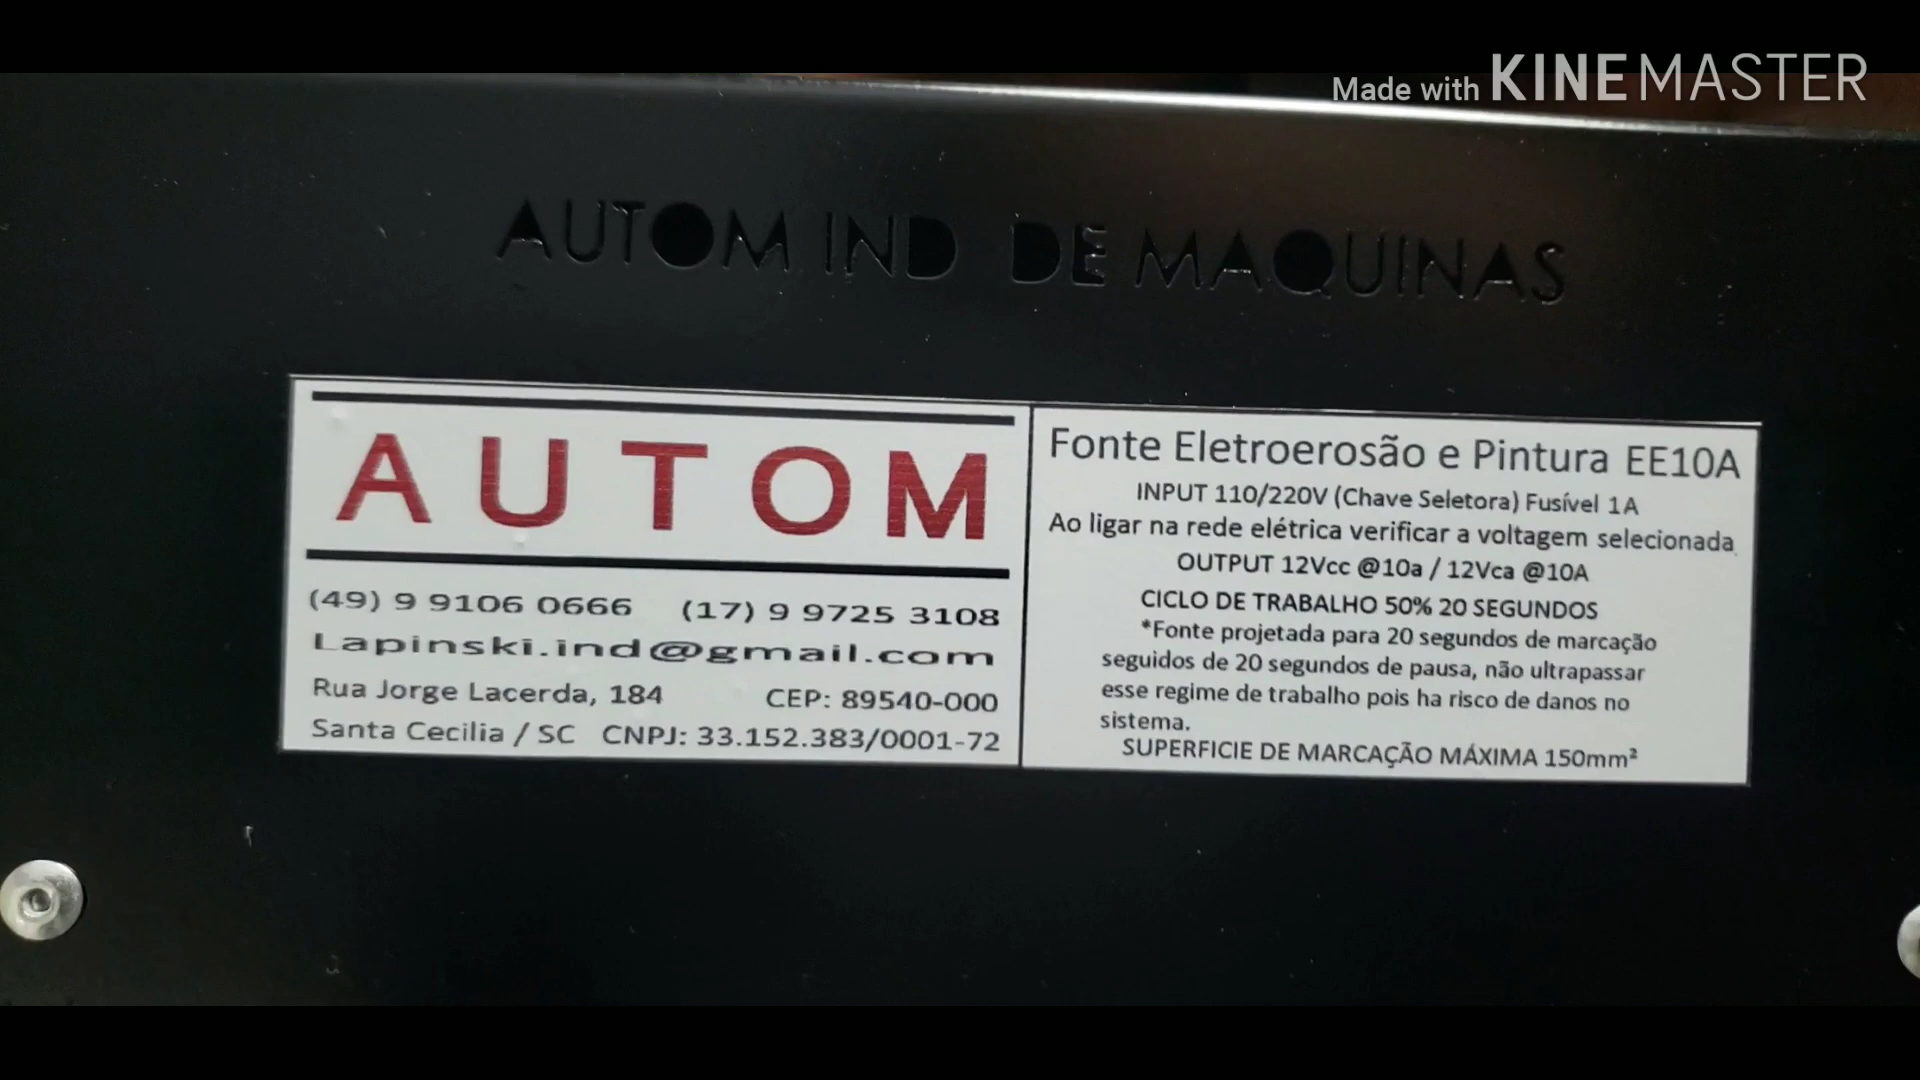 Made with KINEMASTER
AUTOM IND DE MAQUINAS
AUTOM
(49) 9 9106 0666 (17) 9 9725 3108
Lapinski.ind@gmail.com
Rua Jorge Lacerda, 184 CEP: 89540-000
Santa Cecilia / SC CNPJ: 33.152.383/0001-72
Fonte Eletroerosão e Pintura EE10A
INPUT 110/220V (Chave Seletora) Fusível 1A
Ao ligar na rede elétrica verificar a voltagem selecionada
OUTPUT 12Vcc @10a / 12Vca @10A
CICLO DE TRABALHO 50% 20 SEGUNDOS
*Fonte projetada para 20 segundos de marcação
seguidos de 20 segundos de pausa, não ultrapassar
esse regime de trabalho pois ha risco de danos no
sistema.
SUPERFICIE DE MARCAÇÃO MÁXIMA 150mm²